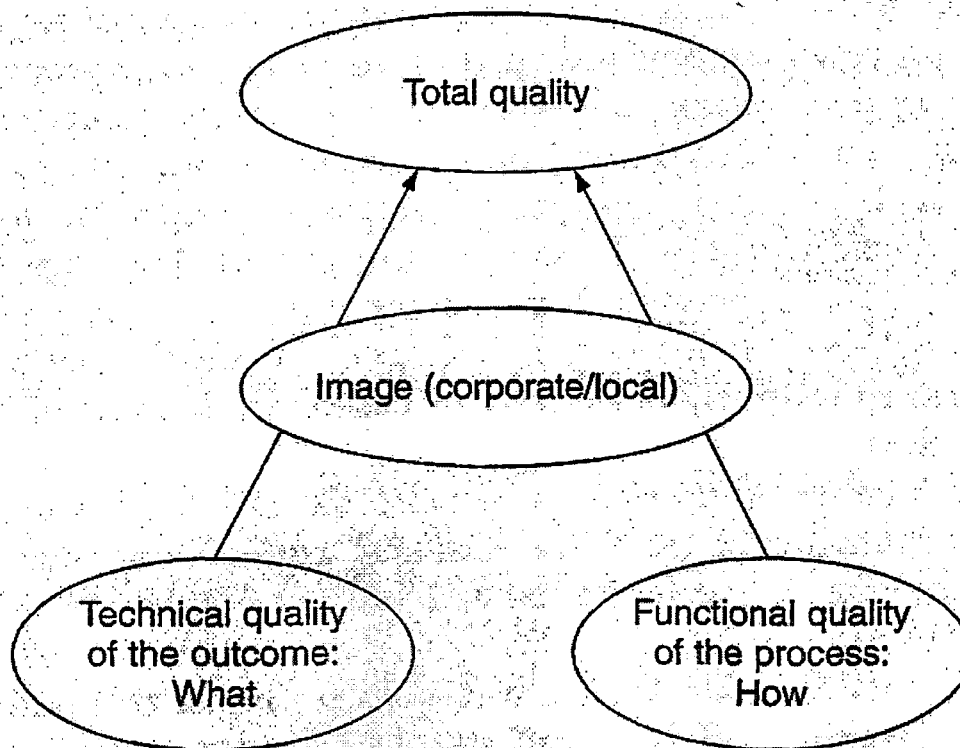 Total quality
Image (corporate/local)
Technical quality
of the outcome:
What
Functional quality
of the process:
How